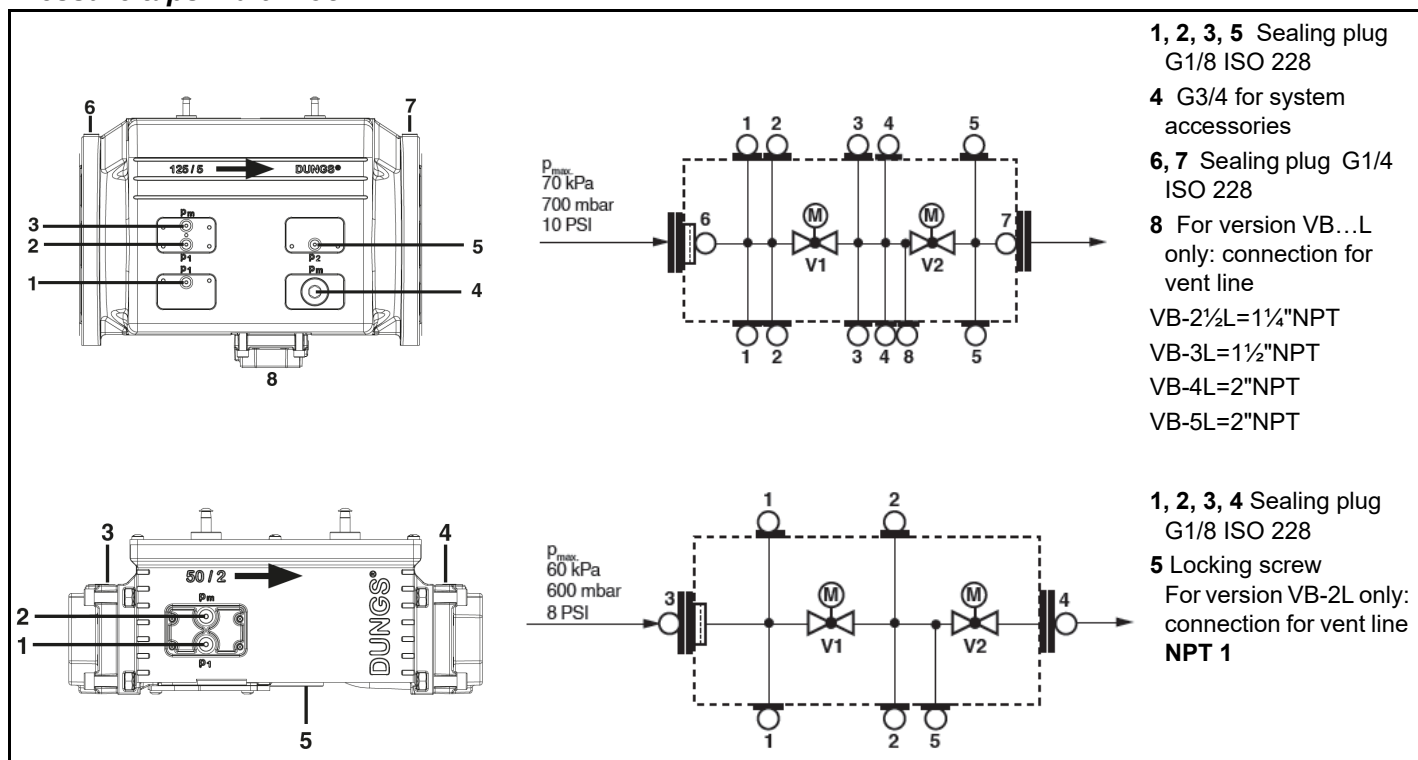 6
7
125 / 5
DUNGS®
Pm
3
2
P1
P1
1
P2
5
Pm
4
8
Pmax.
70 kPa
700 mbar
10 PSI
1 2 3 4 5
6
M
V1
M
V2
7
1 2 3 4 8 5
1, 2, 3, 5 Sealing plug
G1/8 ISO 228
4 G3/4 for system
accessories
6, 7 Sealing plug G1/4
ISO 228
8 For version VB…L
only: connection for
vent line
VB-2½L=1¼"NPT
VB-3L=1½"NPT
VB-4L=2"NPT
VB-5L=2"NPT
3
4
50 / 2
DUNGS®
Pm
2
1
P1
5
Pmax.
60 kPa
600 mbar
8 PSI
1 2
3
M
V1
M
V2
4
1 2 5
1, 2, 3, 4 Sealing plug
G1/8 ISO 228
5 Locking screw
For version VB-2L only:
connection for vent line
NPT 1